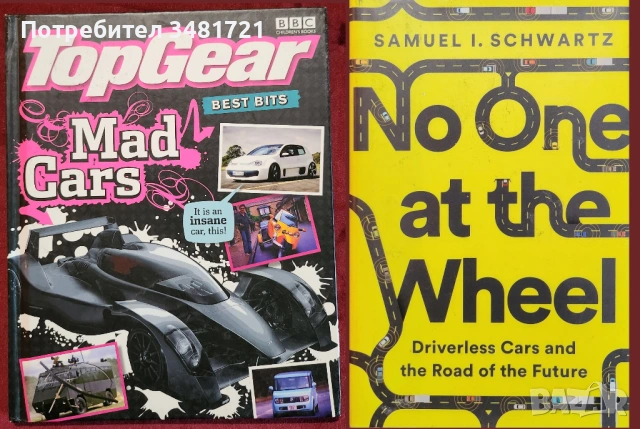 Потребител 3481721
BBC
CHILDREN'S BOOKS
TopGear
BEST BITS
Mad
Cars
It is an
insane
car, this!
SAMUEL I. SCHWARTZ
No One
at the
Wheel
Driverless Cars and
the Road of the Future
BAZAR